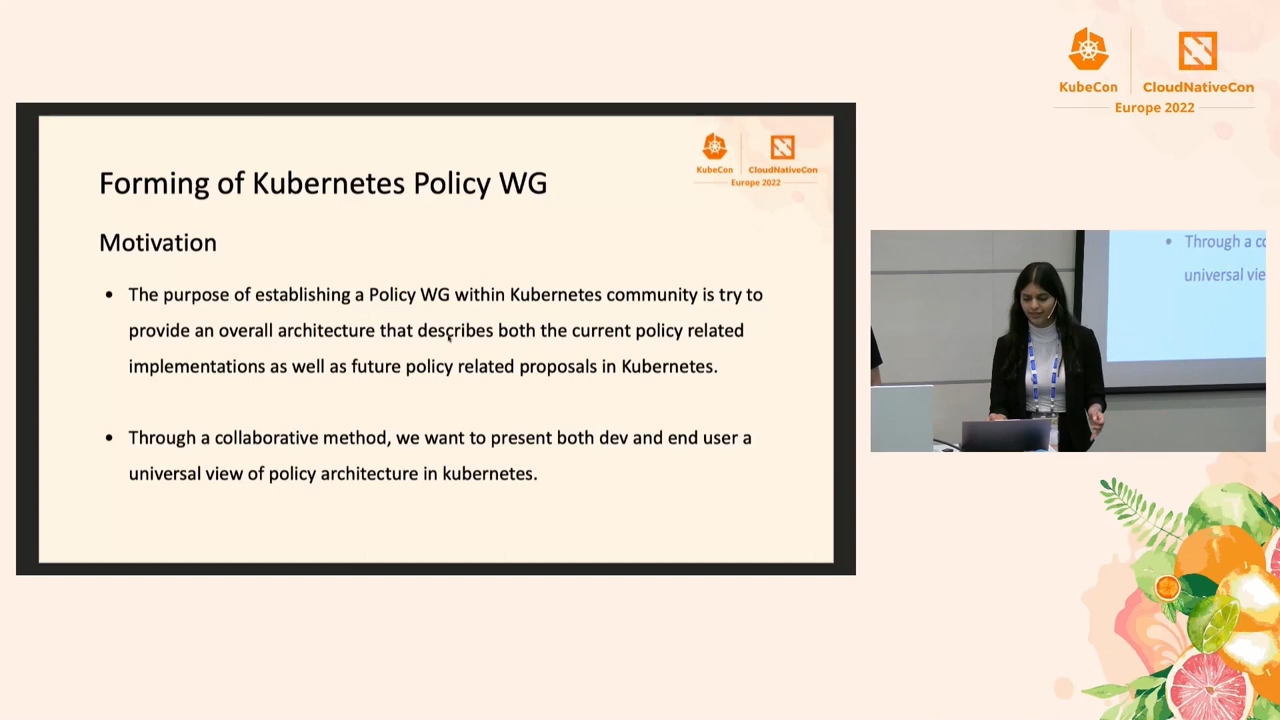 KubeCon
CloudNativeCon
Europe 2022
KubeCon
CloudNativeCon
Europe 2022
Forming of Kubernetes Policy WG
Motivation
• The purpose of establishing a Policy WG within Kubernetes community is try to
provide an overall architecture that describes both the current policy related
implementations as well as future policy related proposals in Kubernetes.
• Through a collaborative method, we want to present both dev and end user a
universal view of policy architecture in kubernetes.
• Through a co
universal vie